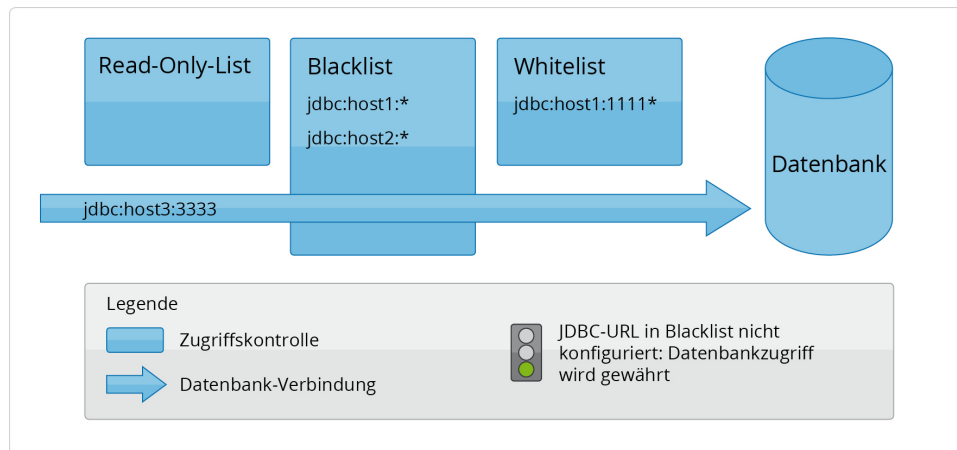 Read-Only-List
Blacklist
jdbc:host1:*
jdbc:host2:*
Whitelist
jdbc:host1:1111*
Datenbank
jdbc:host3:3333
Legende
Zugriffskontrolle
Datenbank-Verbindung
JDBC-URL in Blacklist nicht
konfiguriert: Datenbankzugriff
wird gewährt